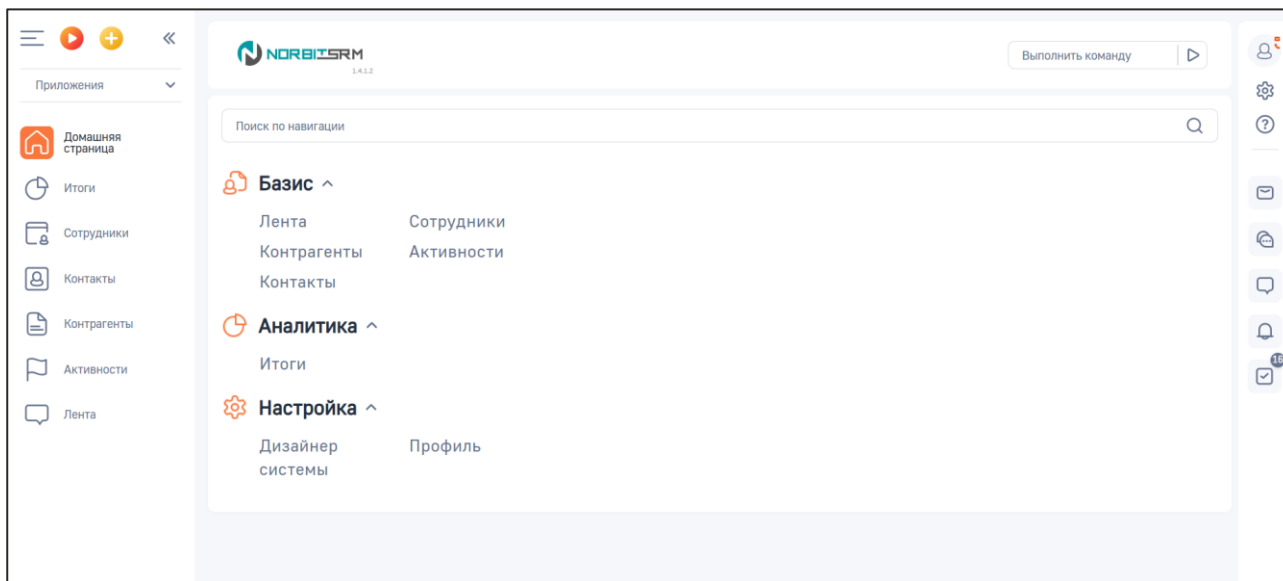 Приложения
Домашняя
страница
Итоги
Сотрудники
Контакты
Контрагенты
Активности
Лента
NORBITSRM
1.4.1.2
Выполнить команду
Поиск по навигации
Базис
Лента
Сотрудники
Контрагенты
Активности
Контакты
Аналитика
Итоги
Настройка
Дизайнер
системы
Профиль
16